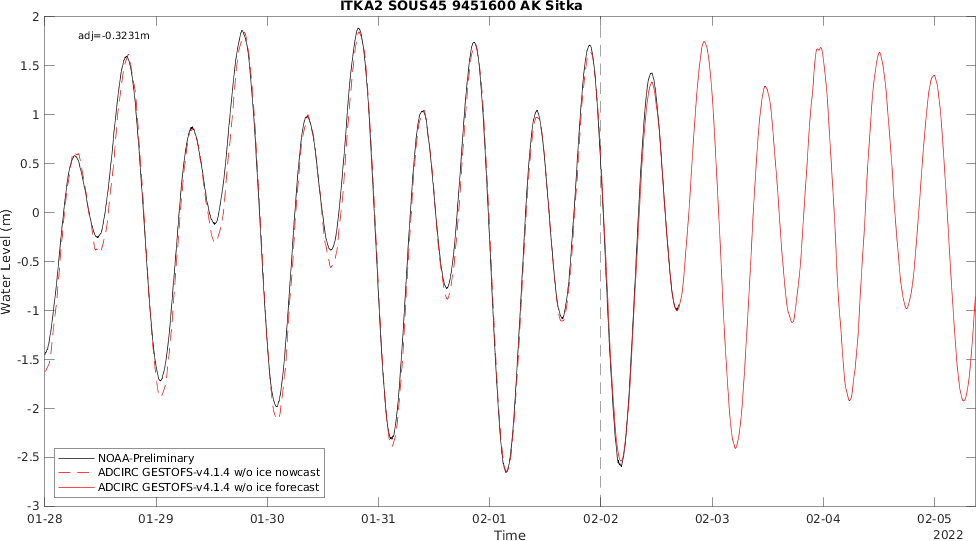 ITKA2 SOUS45 9451600 AK Sitka
adj=-0.3231m
2
1.5
1
0.5
0
-0.5
-1
-1.5
-2
-2.5
-3
Water Level (m)
NOAA-Preliminary
ADCIRC GESTOFS-v4.1.4 w/o ice nowcast
ADCIRC GESTOFS-v4.1.4 w/o ice forecast
01-28 01-29 01-30 01-31 02-01 02-02 02-03 02-04 02-05
Time
2022